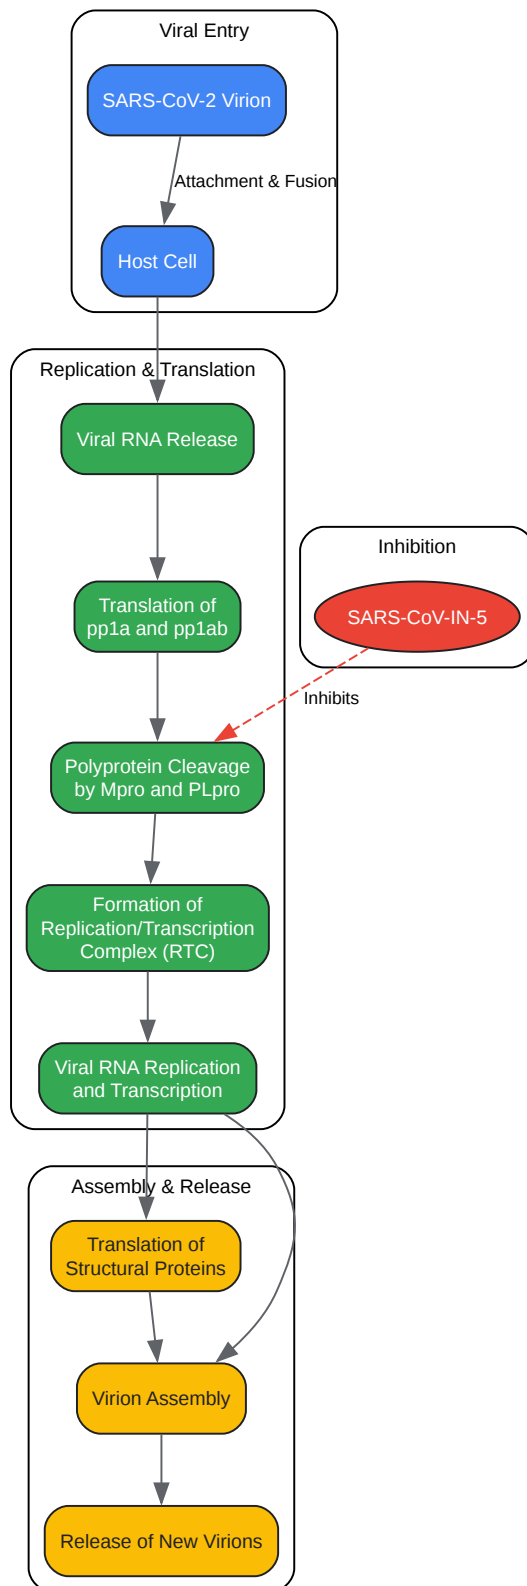 Viral Entry
SARS-CoV-2 Virion
Attachment & Fusion
Host Cell
Replication & Translation
Viral RNA Release
Inhibition
Translation of
pp1a and pp1ab
SARS-CoV-IN-5
Inhibits
Polyprotein Cleavage
by Mpro and PLpro
Formation of
Replication/Transcription
Complex (RTC)
Viral RNA Replication
and Transcription
Assembly & Release
Translation of
Structural Proteins
Virion Assembly
Release of New Virions